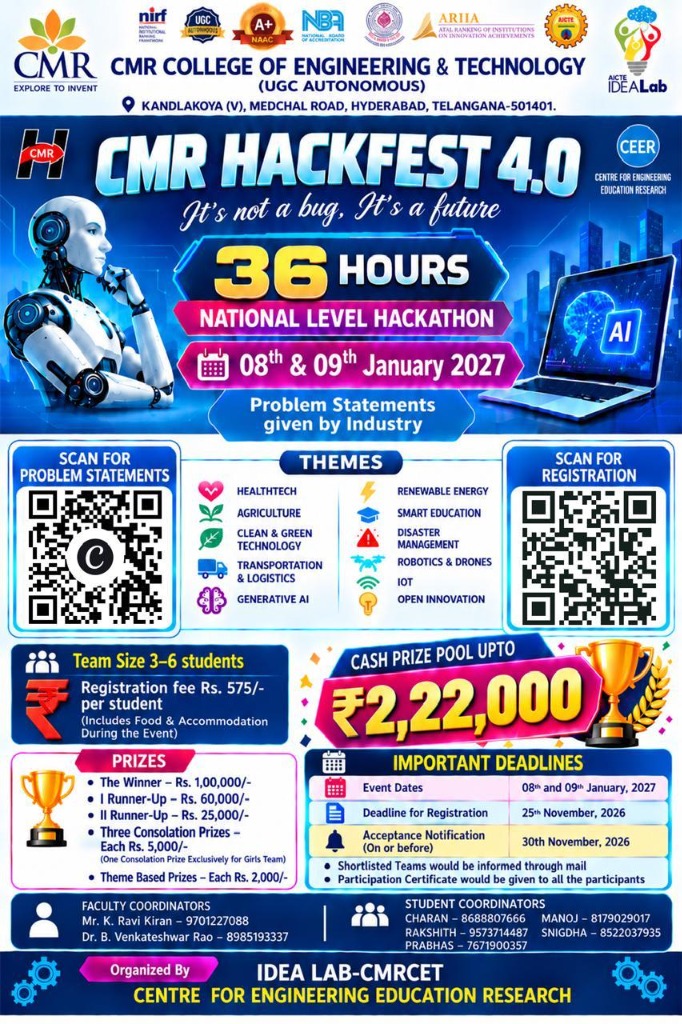 nirf
NATIONAL
INSTITUTIONAL
RANKING
FRAMEWORK
UGC
AUTONOMOUS
A+
NAAC
NBA
NATIONAL BOARD
OF ACCREDITATION
ARIIA
ATAL RANKING OF INSTITUTIONS
ON INNOVATION ACHIEVEMENTS
AICTE
CMR
EXPLORE TO INVENT
CMR COLLEGE OF ENGINEERING & TECHNOLOGY
(UGC AUTONOMOUS)
KANDLAKOYA (V), MEDCHAL ROAD, HYDERABAD, TELANGANA-501401.
AICTE
IDEALab
H
CMR
CMR HACKFEST 4.0
CEER
CENTRE FOR ENGINEERING
EDUCATION RESEARCH
It's not a bug, It's a future
36 HOURS
NATIONAL LEVEL HACKATHON
08th & 09th January 2027
AI
Problem Statements
given by Industry
SCAN FOR
PROBLEM STATEMENTS
C
THEMES
HEALTHTECH
AGRICULTURE
CLEAN & GREEN
TECHNOLOGY
TRANSPORTATION
& LOGISTICS
GENERATIVE AI
RENEWABLE ENERGY
SMART EDUCATION
DISASTER
MANAGEMENT
ROBOTICS & DRONES
IOT
OPEN INNOVATION
SCAN FOR
REGISTRATION
Team Size 3–6 students
Registration fee Rs. 575/-
per student
(Includes Food & Accommodation
During the Event)
CASH PRIZE POOL UPTO
₹2,22,000
PRIZES
• The Winner – Rs. 1,00,000/-
• I Runner-Up – Rs. 60,000/-
• II Runner-Up – Rs. 25,000/-
• Three Consolation Prizes –
Each Rs. 5,000/-
(One Consolation Prize Exclusively for Girls Team)
• Theme Based Prizes – Each Rs. 2,000/-
IMPORTANT DEADLINES
Event Dates 08th and 09th January, 2027
Deadline for Registration 25th November, 2026
Acceptance Notification
(On or before) 30th November, 2026
• Shortlisted Teams would be informed through mail
• Participation Certificate would be given to all the participants
FACULTY COORDINATORS
Mr. K. Ravi Kiran – 9701227088
Dr. B. Venkateshwar Rao – 8985193337
STUDENT COORDINATORS
CHARAN – 8688807666 MANOJ – 8179029017
RAKSHITH – 9573714487 SNIGDHA – 8522037935
PRABHAS – 7671900357
Organized By IDEA LAB-CMRCET
CENTRE FOR ENGINEERING EDUCATION RESEARCH